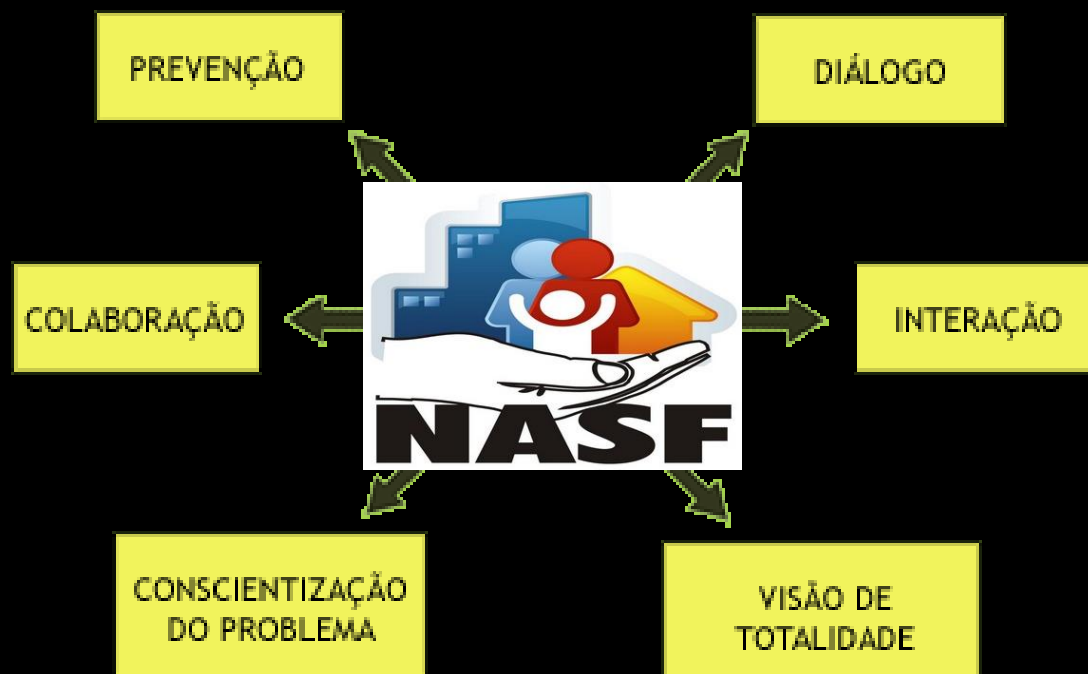 PREVENÇÃO
DIÁLOGO
COLABORAÇÃO
INTERAÇÃO
NASF
CONSCIENTIZAÇÃO
DO PROBLEMA
VISÃO DE
TOTALIDADE